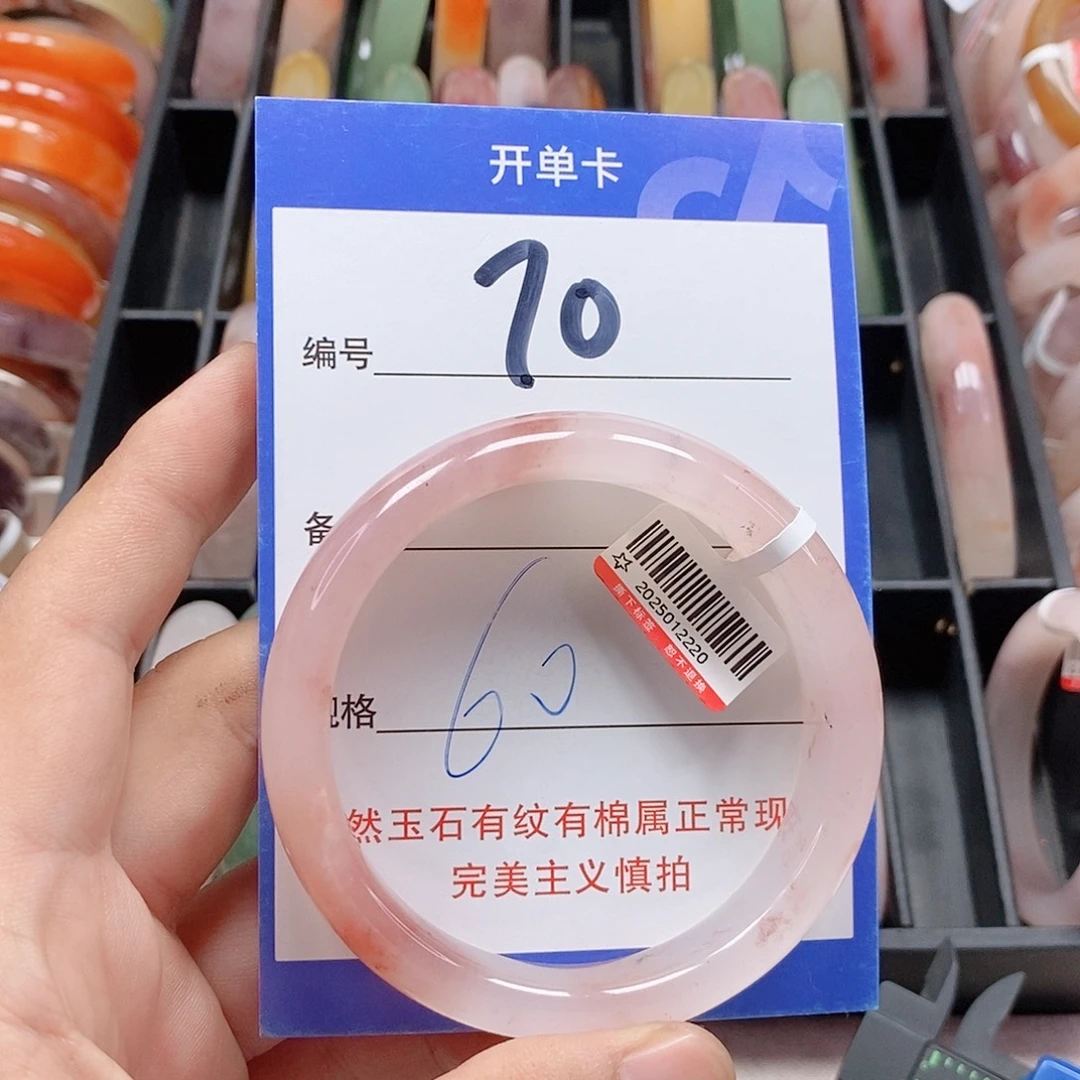 开单卡
编号 70
备
60
格
☆ 2025012220
撕下标签 恕不退换
然玉石有纹有棉属正常现
完美主义慎拍